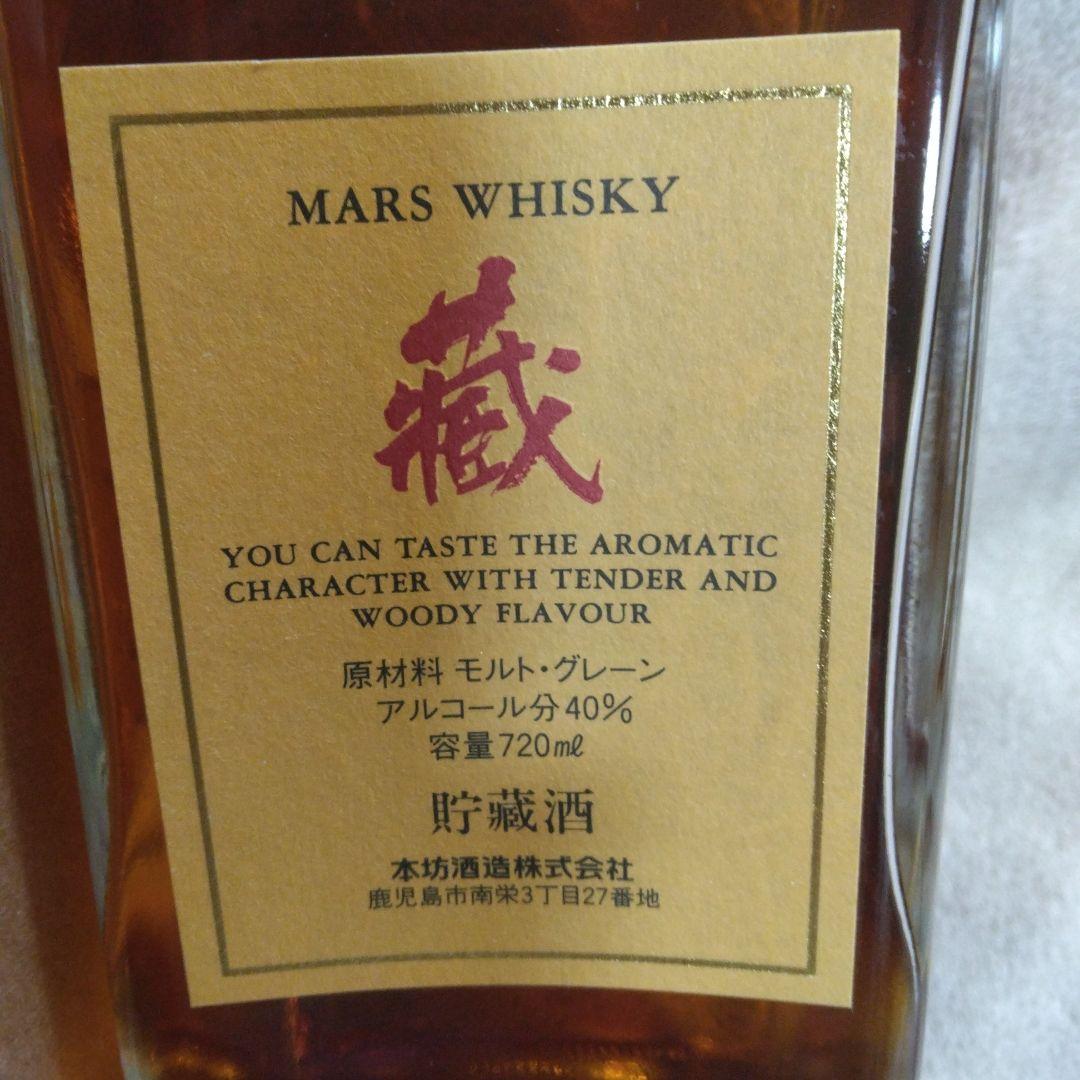 MARS WHISKY
藏
YOU CAN TASTE THE AROMATIC
CHARACTER WITH TENDER AND
WOODY FLAVOUR
原材料 モルト・グレーン
アルコール分40%
容量720㎖
貯藏酒
本坊酒造株式会社
鹿児島市南栄3丁目27番地